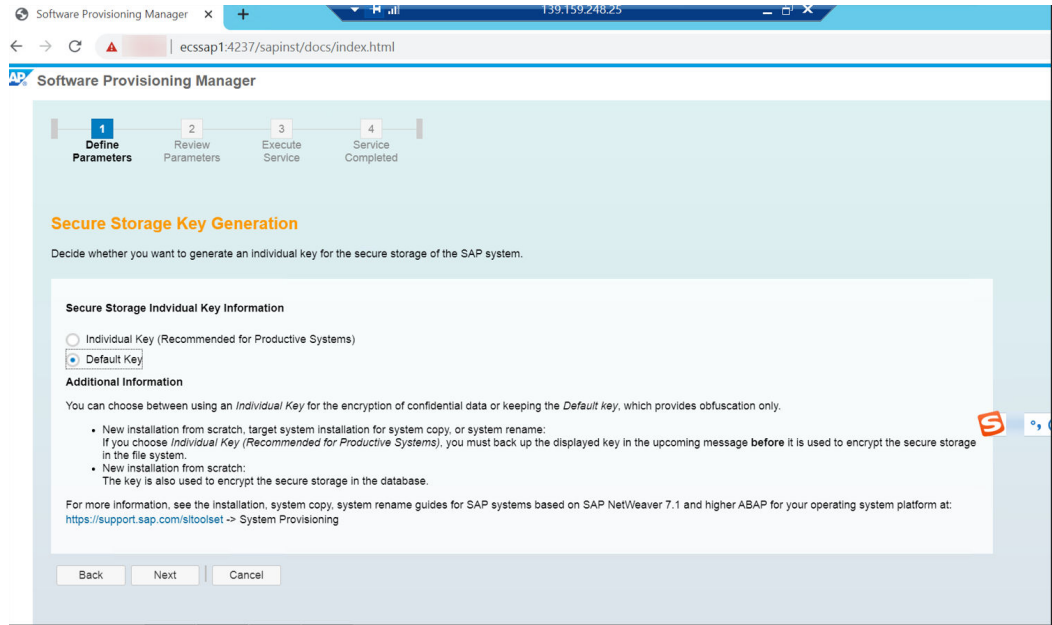 Software Provisioning Manager × +
139.159.248.25
ecssap1:4237/sapinst/docs/index.html
SAP Software Provisioning Manager
1 2 3 4
Define Parameters Review Parameters Execute Service Service Completed
Secure Storage Key Generation
Decide whether you want to generate an individual key for the secure storage of the SAP system.
Secure Storage Indvidual Key Information
Individual Key (Recommended for Productive Systems)
Default Key
Additional Information
You can choose between using an Individual Key for the encryption of confidential data or keeping the Default key, which provides obfuscation only.
• New installation from scratch, target system installation for system copy, or system rename:
If you choose Individual Key (Recommended for Productive Systems), you must back up the displayed key in the upcoming message before it is used to encrypt the secure storage
in the file system.
• New installation from scratch:
The key is also used to encrypt the secure storage in the database.
For more information, see the installation, system copy, system rename guides for SAP systems based on SAP NetWeaver 7.1 and higher ABAP for your operating system platform at:
https://support.sap.com/sltoolset -> System Provisioning
Back Next Cancel